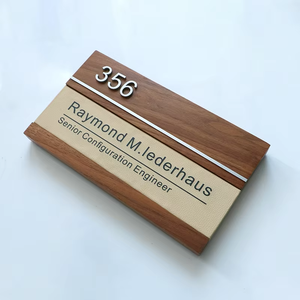 356
Raymond M.lederhaus
Senior Configuration Engineer